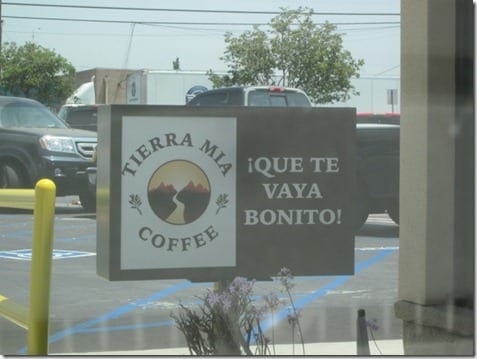 TIERRA MIA
COFFEE
¡QUE TE
VAYA
BONITO!